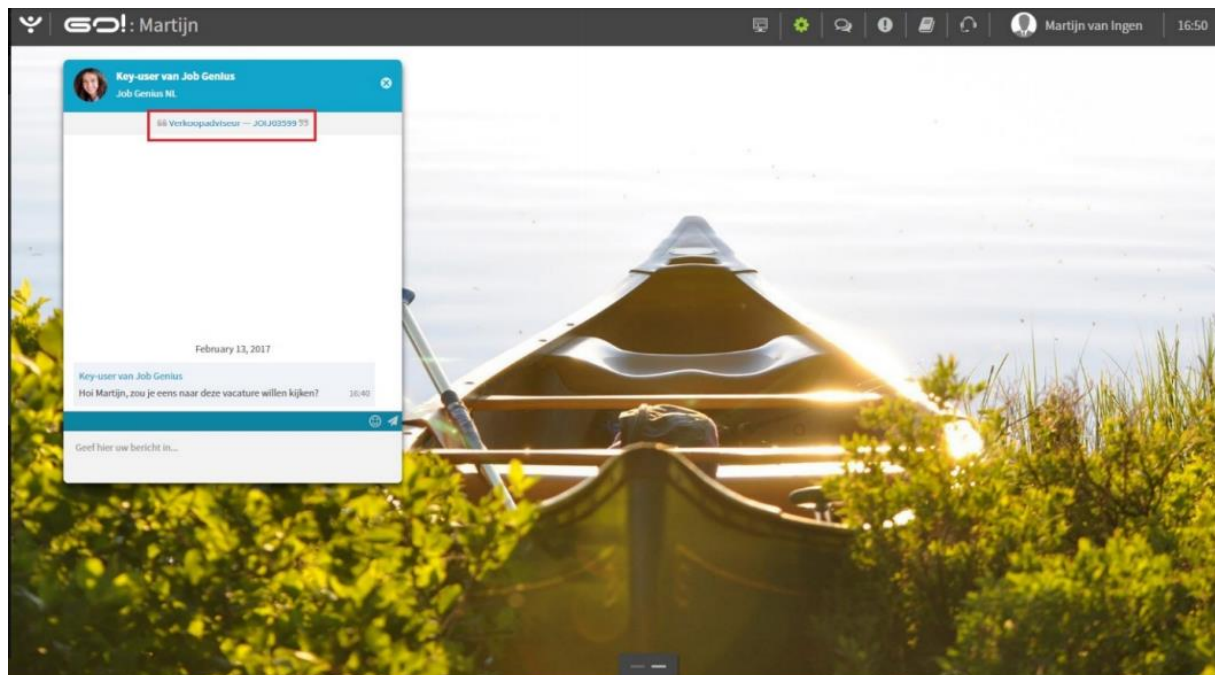 GO!: Martijn
Martijn van Ingen
16:50
Key-user van Job Genius
Job Genius NL
❝ Verkoopadviseur — JOIJ03599 ❞
February 13, 2017
Key-user van Job Genius
Hoi Martijn, zou je eens naar deze vacature willen kijken? 16:40
Geef hier uw bericht in...